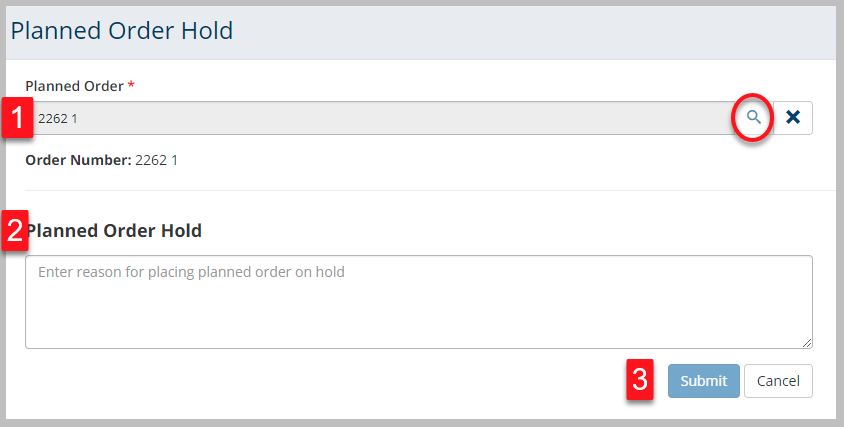 Planned Order Hold
Planned Order *
1 2262 1
Order Number: 2262 1
2 Planned Order Hold
Enter reason for placing planned order on hold
3 Submit Cancel